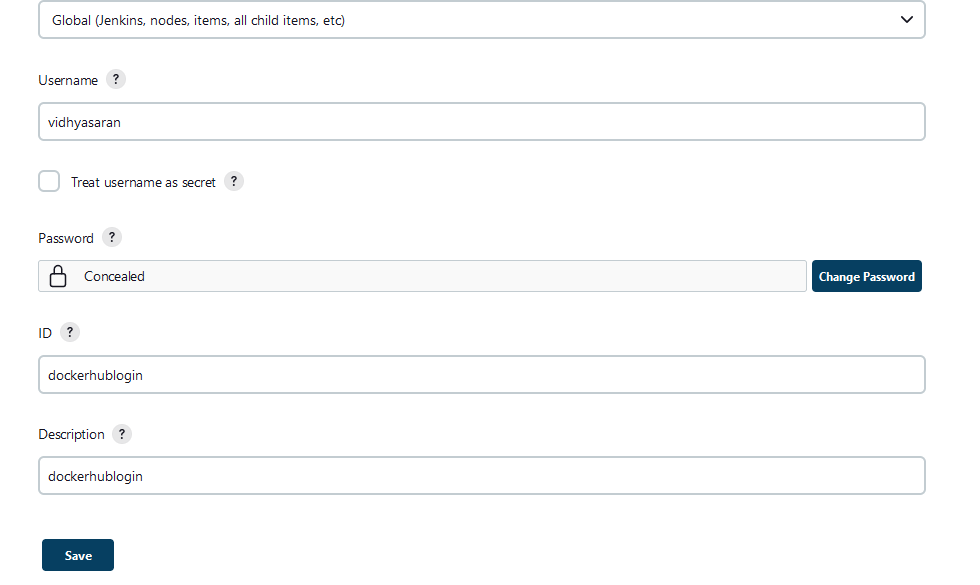 Global (Jenkins, nodes, items, all child items, etc)
Username ?
vidhyasaran
Treat username as secret ?
Password ?
Concealed Change Password
ID ?
dockerhublogin
Description ?
dockerhublogin
Save